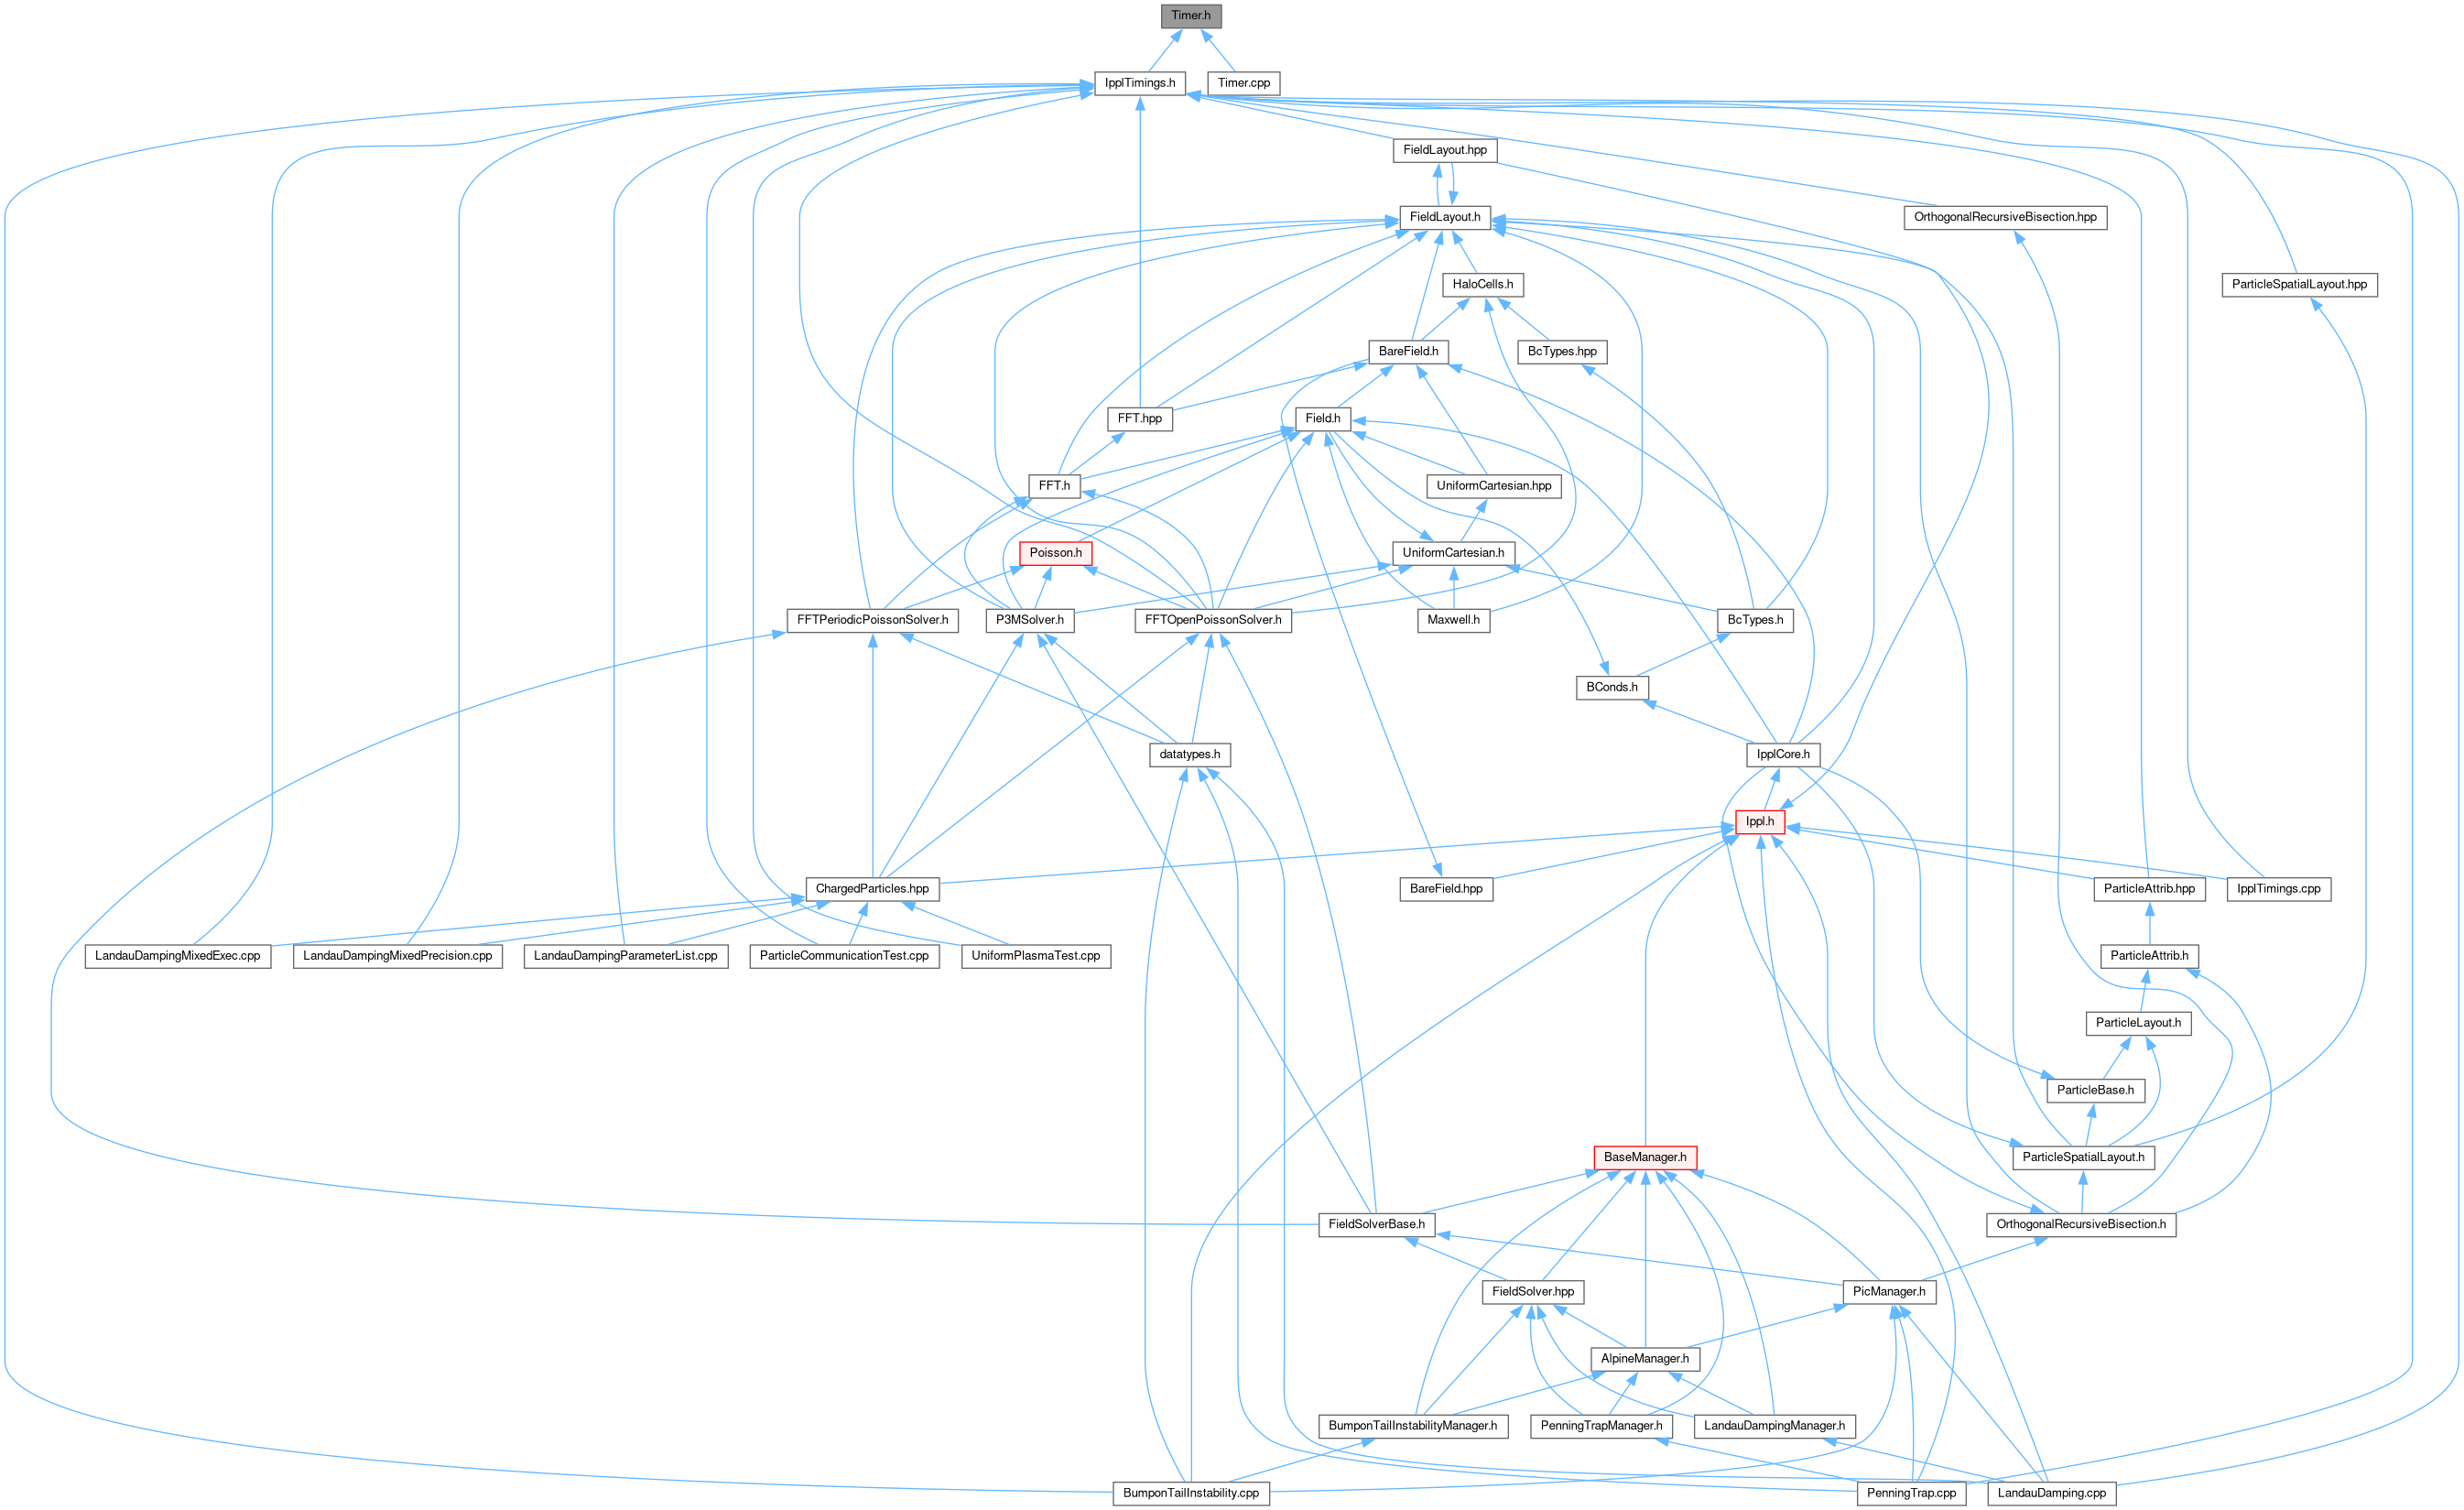 Timer.h
IpplTimings.h
Timer.cpp
FieldLayout.hpp
FieldLayout.h
OrthogonalRecursiveBisection.hpp
HaloCells.h
ParticleSpatialLayout.hpp
BareField.h
BcTypes.hpp
FFT.hpp
Field.h
FFT.h
UniformCartesian.hpp
Poisson.h
UniformCartesian.h
FFTPeriodicPoissonSolver.h
P3MSolver.h
FFTOpenPoissonSolver.h
Maxwell.h
BcTypes.h
BConds.h
datatypes.h
IpplCore.h
Ippl.h
ChargedParticles.hpp
BareField.hpp
ParticleAttrib.hpp
IpplTimings.cpp
LandauDampingMixedExec.cpp
LandauDampingMixedPrecision.cpp
LandauDampingParameterList.cpp
ParticleCommunicationTest.cpp
UniformPlasmaTest.cpp
ParticleAttrib.h
ParticleLayout.h
ParticleBase.h
BaseManager.h
ParticleSpatialLayout.h
FieldSolverBase.h
OrthogonalRecursiveBisection.h
FieldSolver.hpp
PicManager.h
AlpineManager.h
BumponTailInstabilityManager.h
PenningTrapManager.h
LandauDampingManager.h
BumponTailInstability.cpp
PenningTrap.cpp
LandauDamping.cpp